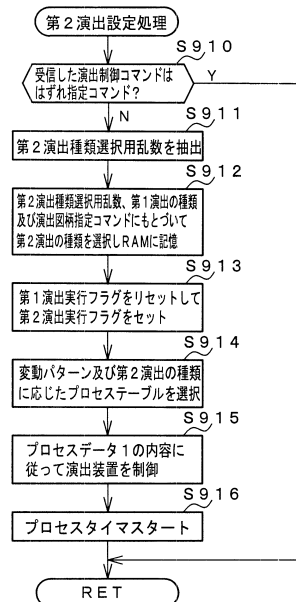 第２演出設定処理
Ｓ９１０
受信した演出制御コマンドは
はずれ指定コマンド？
Ｙ
Ｎ
Ｓ９１１
第２演出種類選択用乱数を抽出
Ｓ９１２
第２演出種類選択用乱数、第１演出の種類
及び演出図柄指定コマンドにもとづいて
第２演出の種類を選択しＲＡＭに記憶
Ｓ９１３
第１演出実行フラグをリセットして
第２演出実行フラグをセット
Ｓ９１４
変動パターン及び第２演出の種類
に応じたプロセステーブルを選択
Ｓ９１５
プロセスデータ１の内容に
従って演出装置を制御
Ｓ９１６
プロセスタイマスタート
ＲＥＴ